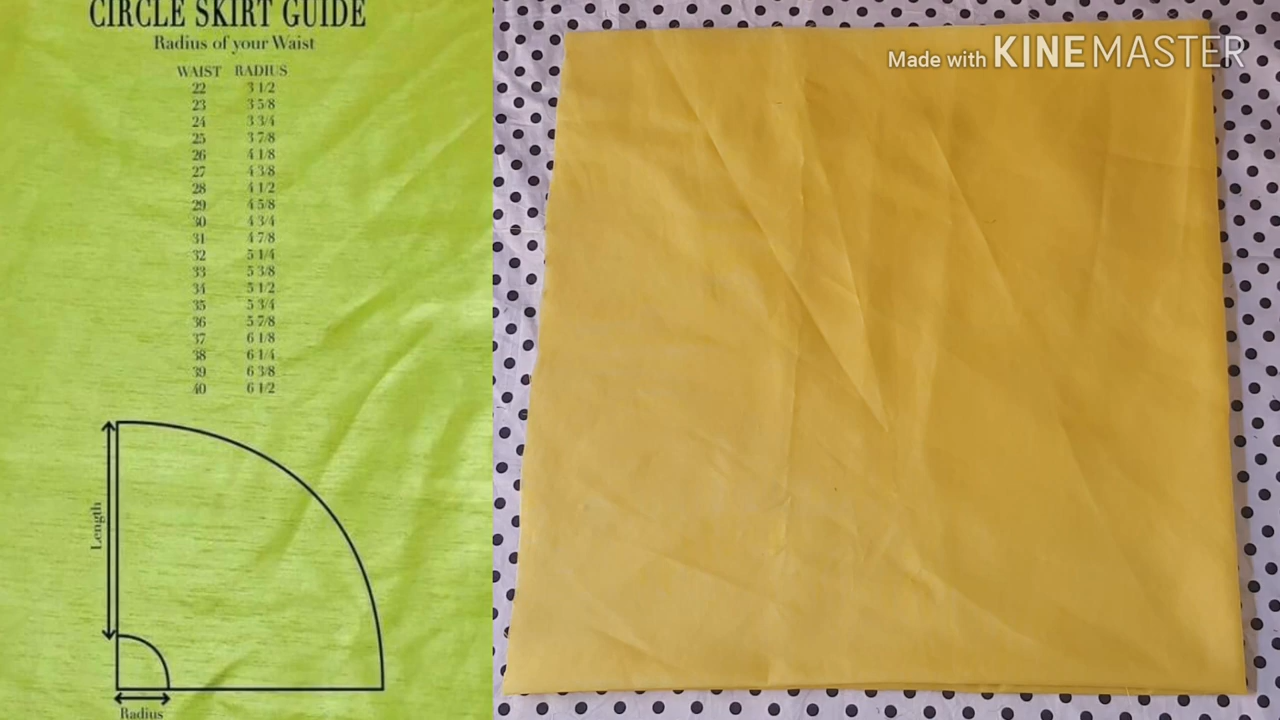 CIRCLE SKIRT GUIDE
Radius of your Waist
WAIST RADIUS
22 3 1/2
23 3 5/8
24 3 3/4
25 3 7/8
26 4 1/8
27 4 3/8
28 4 1/2
29 4 5/8
30 4 3/4
31 4 7/8
32 5 1/4
33 5 3/8
34 5 1/2
35 5 3/4
36 5 7/8
37 6 1/8
38 6 1/4
39 6 3/8
40 6 1/2
Length
Radius
Made with KINEMASTER